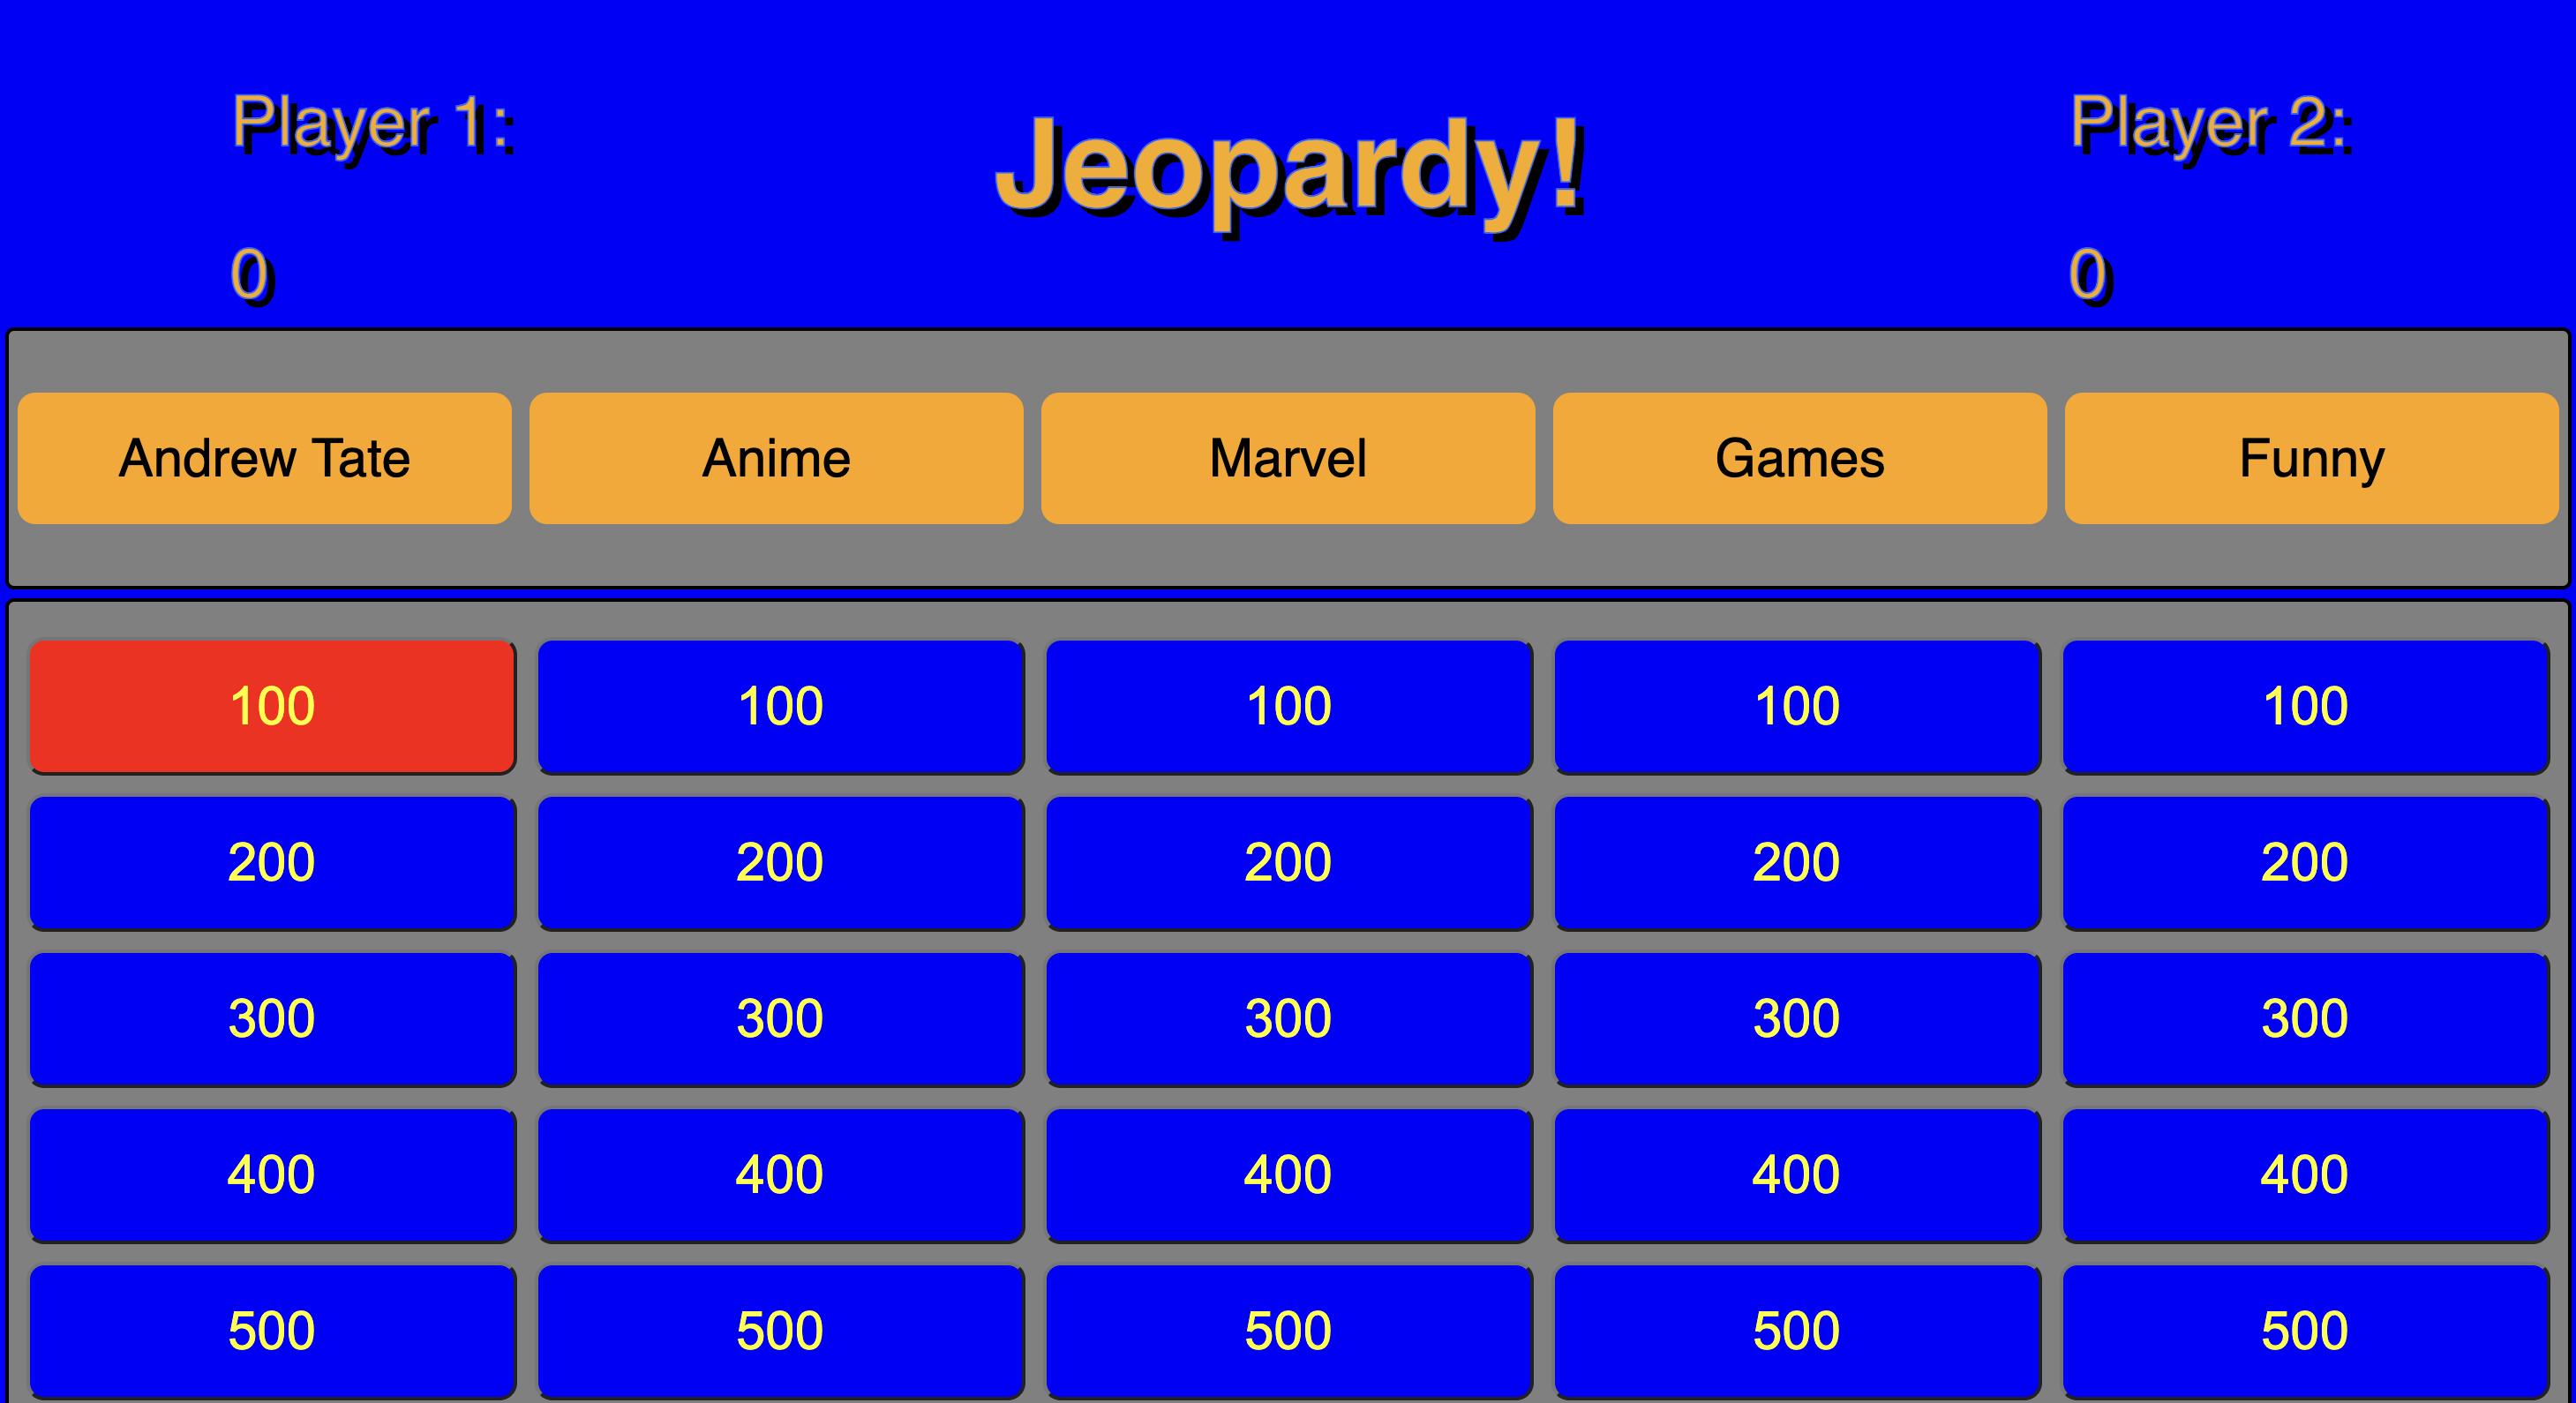 Player 1:
Jeopardy!
Player 2:
0
0
Andrew Tate
Anime
Marvel
Games
Funny
100 100 100 100 100
200 200 200 200 200
300 300 300 300 300
400 400 400 400 400
500 500 500 500 500